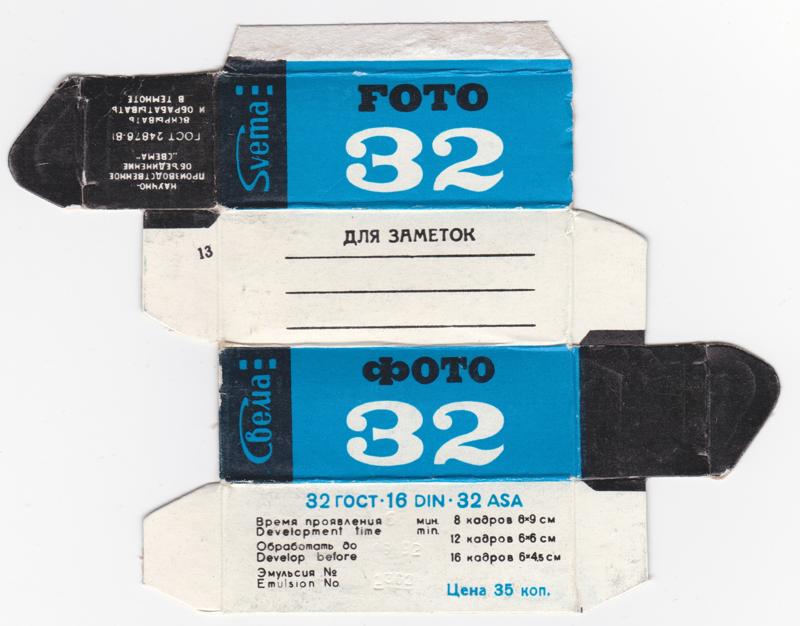 НАУЧНО-
ПРОИЗВОДСТВЕННОЕ
ОБЪЕДИНЕНИЕ
„СВЕМА“
ГОСТ 24876-81
ВСКРЫВАТЬ
И ОБРАБАТЫВАТЬ
В ТЕМНОТЕ
Svema
FOTO
32
13
ДЛЯ ЗАМЕТОК
Свема
ФОТО
32
32 ГОСТ·16 DIN·32 ASA
Время проявления мин. 8 кадров 6×9 см
Development time min.
12 кадров 6×6 см
Обработать до
Develop before
16 кадров 6×4,5 см
Эмульсия №
Emulsion No
Цена 35 коп.